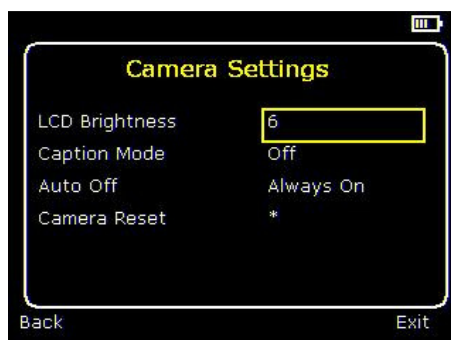 Camera Settings
LCD Brightness 6
Caption Mode Off
Auto Off Always On
Camera Reset *
Back Exit